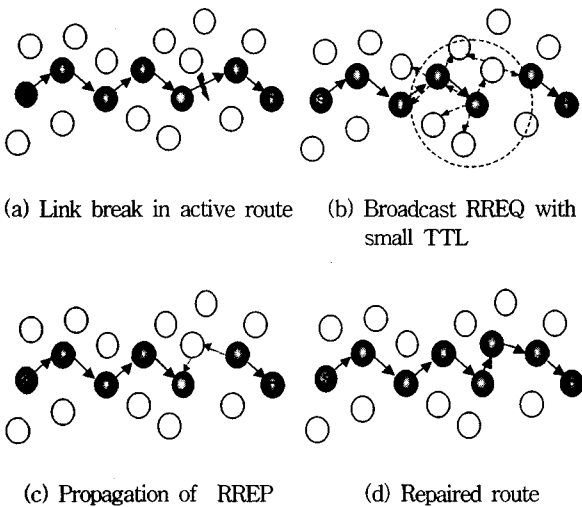 (a) Link break in active route
(b) Broadcast RREQ with
small TTL
(c) Propagation of RREP
(d) Repaired route